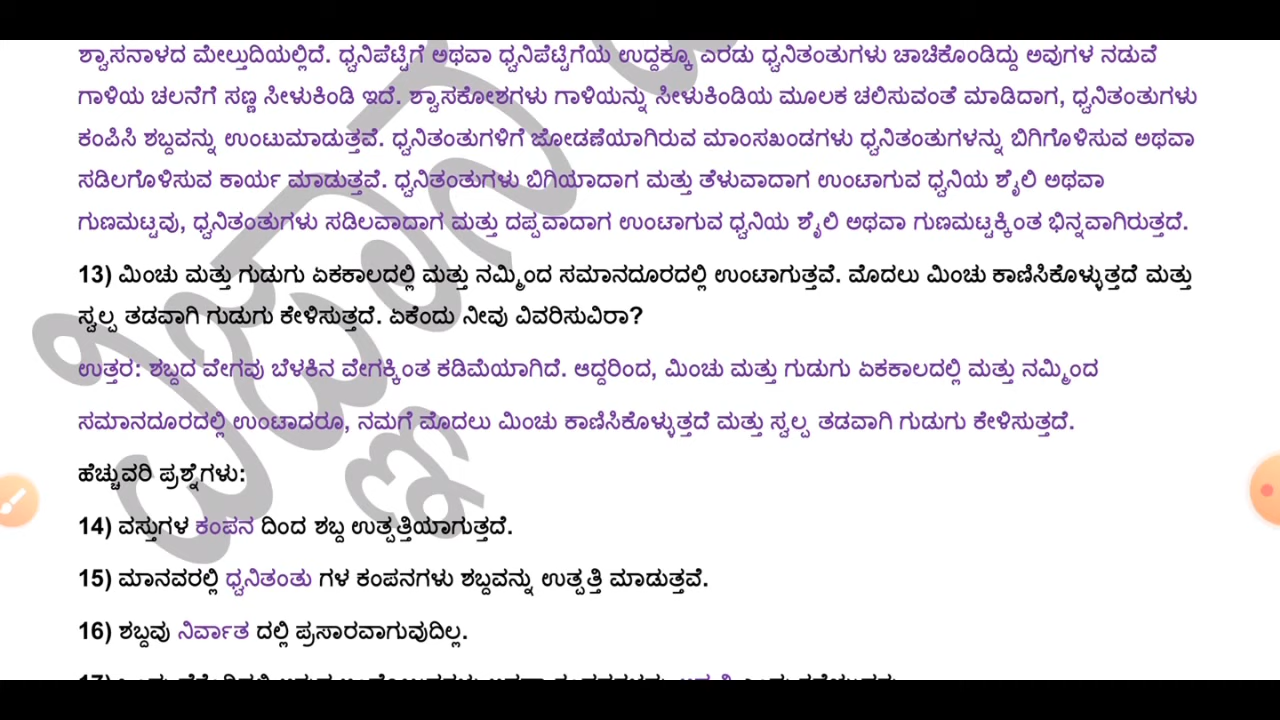 ಶ್ವಾಸನಾಳದ ಮೇಲ್ತುದಿಯಲ್ಲಿದೆ. ಧ್ವನಿಪೆಟ್ಟಿಗೆ ಅಥವಾ ಧ್ವನಿಪೆಟ್ಟಿಗೆಯ ಉದ್ದಕ್ಕೂ ಎರಡು ಧ್ವನಿತಂತುಗಳು ಚಾಚಿಕೊಂಡಿದ್ದು ಅವುಗಳ ನಡುವೆ
ಗಾಳಿಯ ಚಲನೆಗೆ ಸಣ್ಣ ಸೀಳುಕಿಂಡಿ ಇದೆ. ಶ್ವಾಸಕೋಶಗಳು ಗಾಳಿಯನ್ನು ಸೀಳುಕಿಂಡಿಯ ಮೂಲಕ ಚಲಿಸುವಂತೆ ಮಾಡಿದಾಗ, ಧ್ವನಿತಂತುಗಳು
ಕಂಪಿಸಿ ಶಬ್ದವನ್ನು ಉಂಟುಮಾಡುತ್ತವೆ. ಧ್ವನಿತಂತುಗಳಿಗೆ ಜೋಡಣೆಯಾಗಿರುವ ಮಾಂಸಖಂಡಗಳು ಧ್ವನಿತಂತುಗಳನ್ನು ಬಿಗಿಗೊಳಿಸುವ ಅಥವಾ
ಸಡಿಲಗೊಳಿಸುವ ಕಾರ್ಯ ಮಾಡುತ್ತವೆ. ಧ್ವನಿತಂತುಗಳು ಬಿಗಿಯಾದಾಗ ಮತ್ತು ತೆಳುವಾದಾಗ ಉಂಟಾಗುವ ಧ್ವನಿಯ ಶೈಲಿ ಅಥವಾ
ಗುಣಮಟ್ಟವು, ಧ್ವನಿತಂತುಗಳು ಸಡಿಲವಾದಾಗ ಮತ್ತು ದಪ್ಪವಾದಾಗ ಉಂಟಾಗುವ ಧ್ವನಿಯ ಶೈಲಿ ಅಥವಾ ಗುಣಮಟ್ಟಕ್ಕಿಂತ ಭಿನ್ನವಾಗಿರುತ್ತದೆ.
13) ಮಿಂಚು ಮತ್ತು ಗುಡುಗು ಏಕಕಾಲದಲ್ಲಿ ಮತ್ತು ನಮ್ಮಿಂದ ಸಮಾನದೂರದಲ್ಲಿ ಉಂಟಾಗುತ್ತವೆ. ಮೊದಲು ಮಿಂಚು ಕಾಣಿಸಿಕೊಳ್ಳುತ್ತದೆ ಮತ್ತು
ಸ್ವಲ್ಪ ತಡವಾಗಿ ಗುಡುಗು ಕೇಳಿಸುತ್ತದೆ. ಏಕೆಂದು ನೀವು ವಿವರಿಸುವಿರಾ?
ಉತ್ತರ: ಶಬ್ದದ ವೇಗವು ಬೆಳಕಿನ ವೇಗಕ್ಕಿಂತ ಕಡಿಮೆಯಾಗಿದೆ. ಆದ್ದರಿಂದ, ಮಿಂಚು ಮತ್ತು ಗುಡುಗು ಏಕಕಾಲದಲ್ಲಿ ಮತ್ತು ನಮ್ಮಿಂದ
ಸಮಾನದೂರದಲ್ಲಿ ಉಂಟಾದರೂ, ನಮಗೆ ಮೊದಲು ಮಿಂಚು ಕಾಣಿಸಿಕೊಳ್ಳುತ್ತದೆ ಮತ್ತು ಸ್ವಲ್ಪ ತಡವಾಗಿ ಗುಡುಗು ಕೇಳಿಸುತ್ತದೆ.
ಹೆಚ್ಚುವರಿ ಪ್ರಶ್ನೆಗಳು:
14) ವಸ್ತುಗಳ ಕಂಪನ ದಿಂದ ಶಬ್ದ ಉತ್ಪತ್ತಿಯಾಗುತ್ತದೆ.
15) ಮಾನವರಲ್ಲಿ ಧ್ವನಿತಂತು ಗಳ ಕಂಪನಗಳು ಶಬ್ದವನ್ನು ಉತ್ಪತ್ತಿ ಮಾಡುತ್ತವೆ.
16) ಶಬ್ದವು ನಿರ್ವಾತ ದಲ್ಲಿ ಪ್ರಸಾರವಾಗುವುದಿಲ್ಲ.